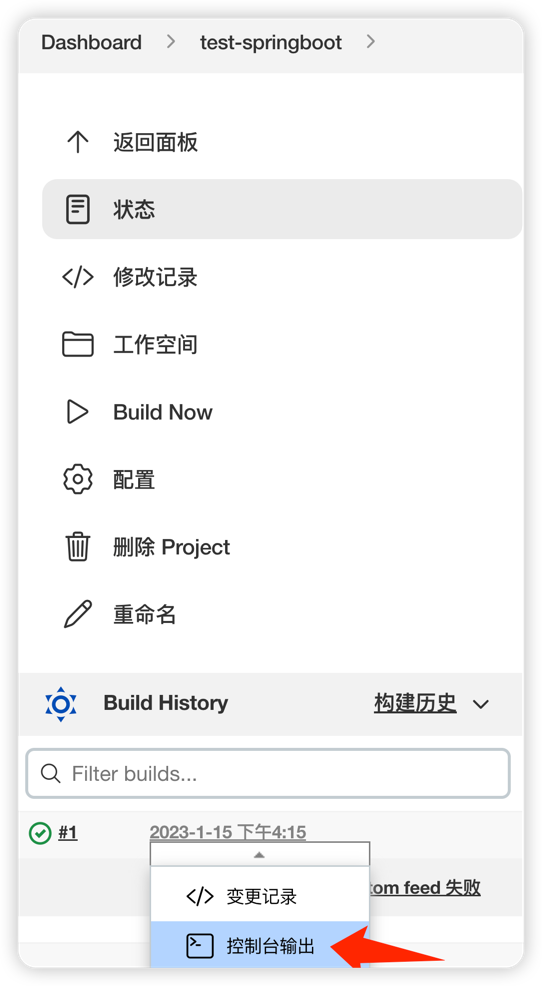 Dashboard > test-springboot >
返回面板
状态
修改记录
工作空间
Build Now
配置
删除 Project
重命名
Build History 构建历史
Filter builds...
#1 2023-1-15 下午4:15
feed 失败
变更记录
控制台输出